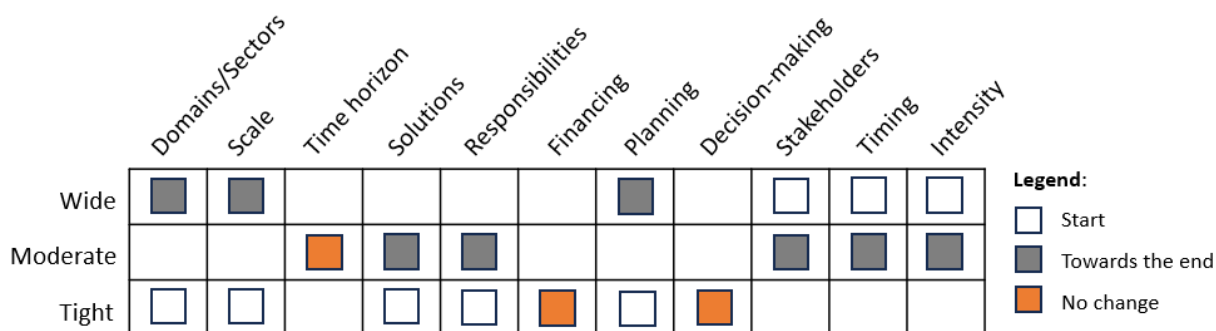 Domains/Sectors
Scale
Time horizon
Solutions
Responsibilities
Financing
Planning
Decision-making
Stakeholders
Timing
Intensity
Wide
Moderate
Tight
Legend:
Start
Towards the end
No change